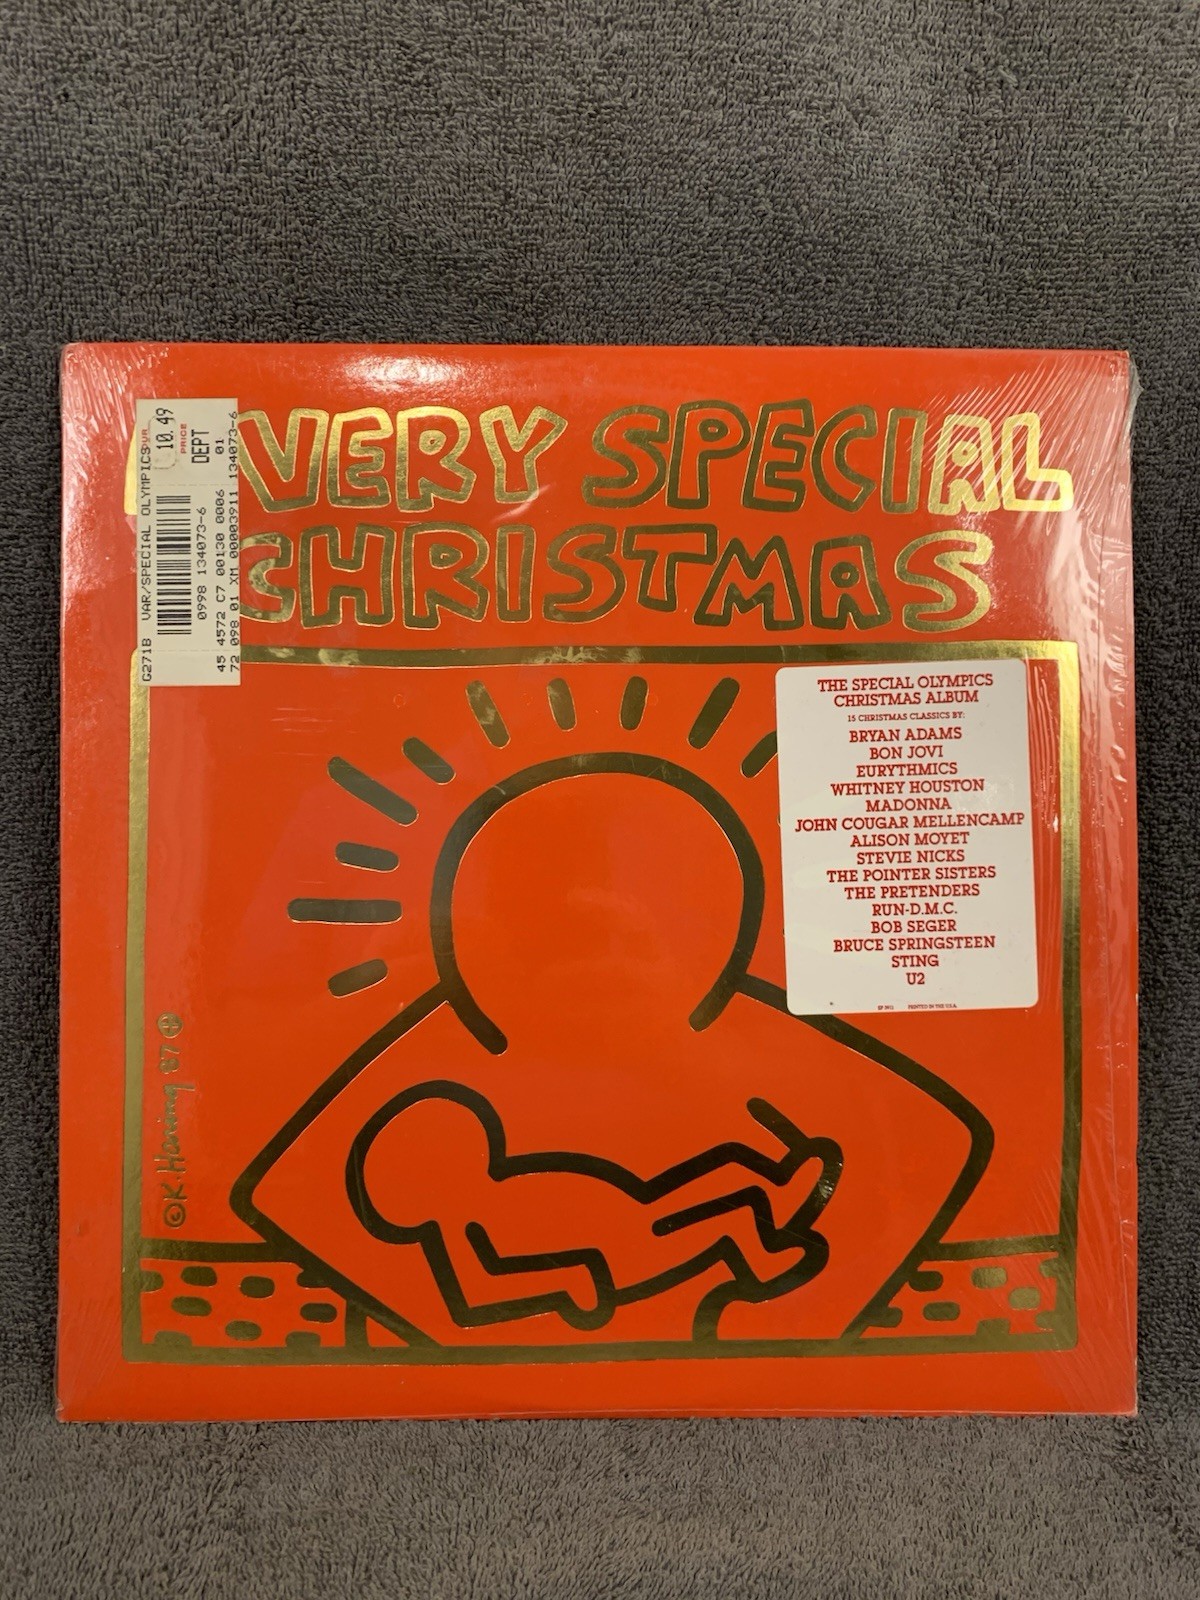 VERY SPECIAL
CHRISTMAS
G271B VAR/SPECIAL OLYMPICS
0998 134073-6
45 4572 C7 00130 0006
72 098 01 XM 00003911 134073-6
10.49
PRICE
DEPT
01
THE SPECIAL OLYMPICS
CHRISTMAS ALBUM
15 CHRISTMAS CLASSICS BY:
BRYAN ADAMS
BON JOVI
EURYTHMICS
WHITNEY HOUSTON
MADONNA
JOHN COUGAR MELLENCAMP
ALISON MOYET
STEVIE NICKS
THE POINTER SISTERS
THE PRETENDERS
RUN-D.M.C.
BOB SEGER
BRUCE SPRINGSTEEN
STING
U2
PRINTED IN THE U.S.A.
©K. Haring 87